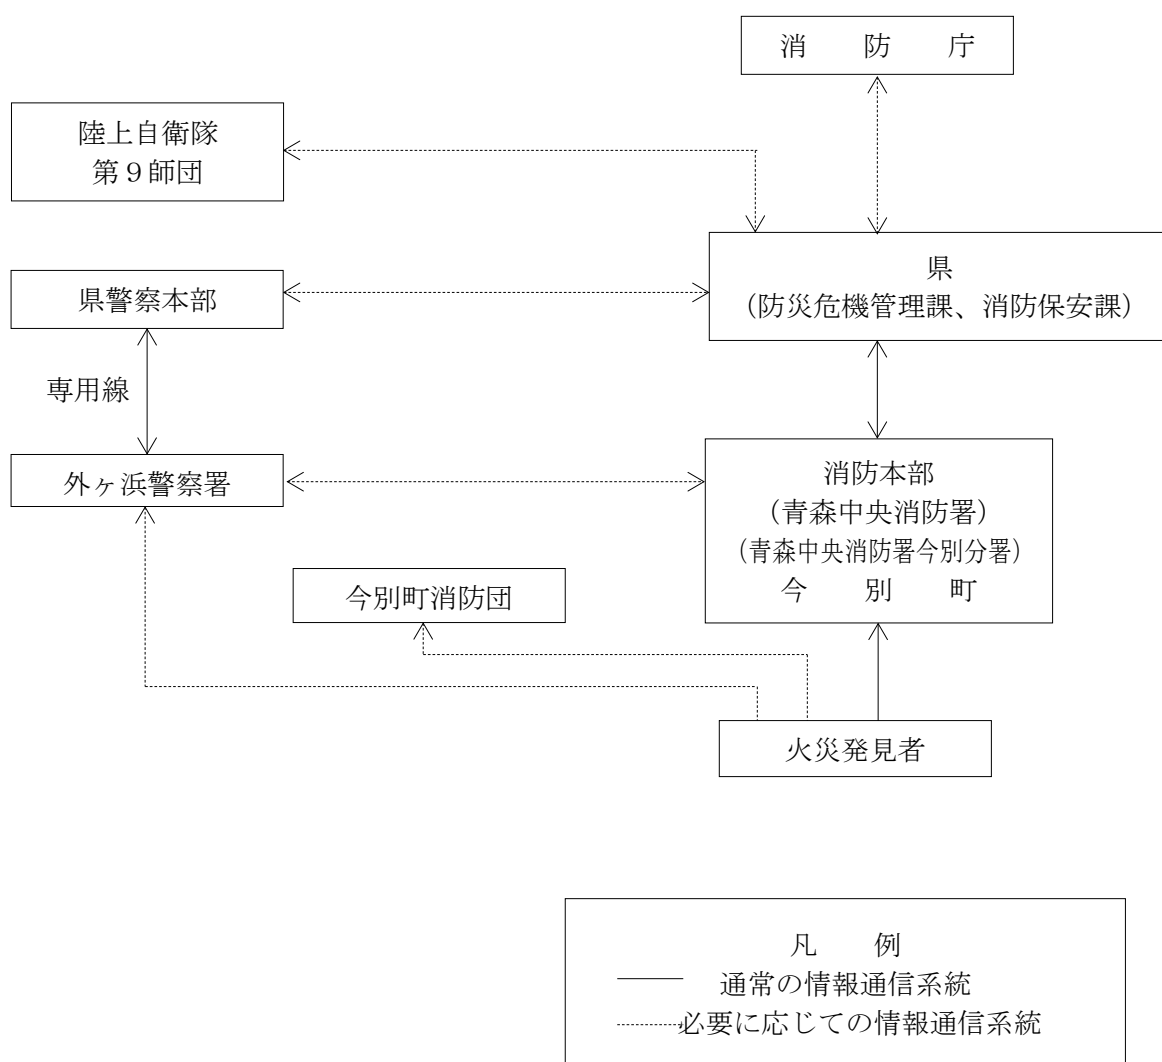 消　　防　　庁
陸上自衛隊
第９師団
県
（防災危機管理課、消防保安課）
県警察本部
専用線
外ヶ浜警察署
消防本部
（青森中央消防署）
（青森中央消防署今別分署）
今　　別　　町
今別町消防団
火災発見者
凡　　例
通常の情報通信系統
必要に応じての情報通信系統